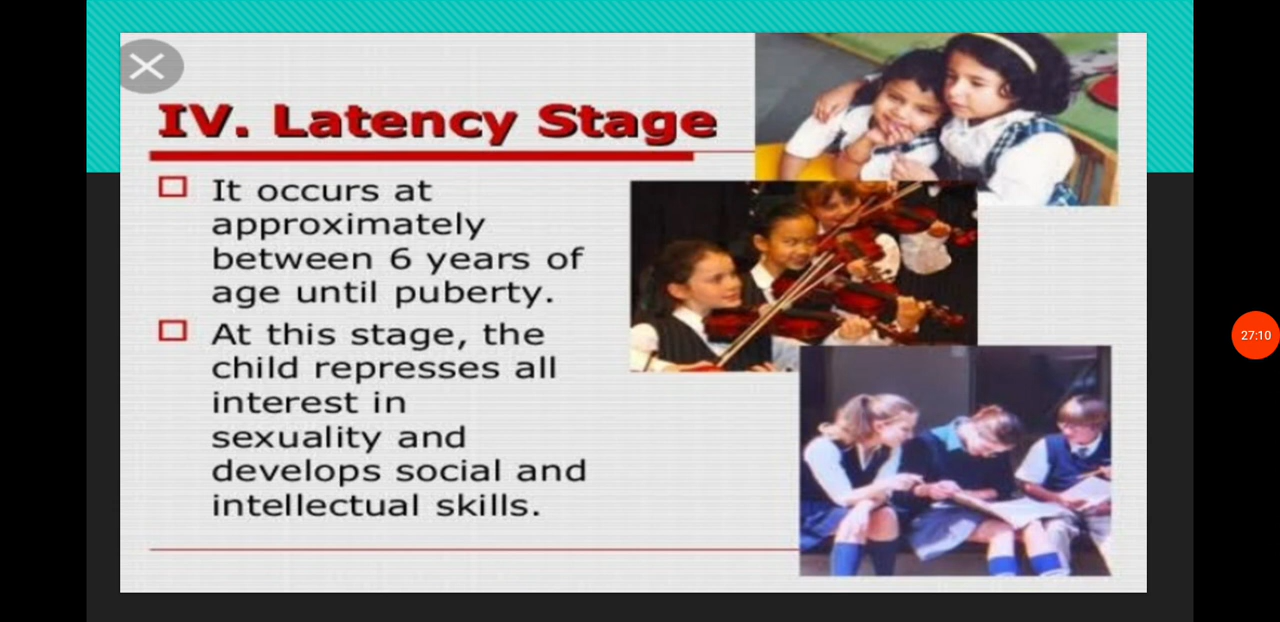 IV. Latency Stage
It occurs at
approximately
between 6 years of
age until puberty.
At this stage, the
child represses all
interest in
sexuality and
develops social and
intellectual skills.
27:10